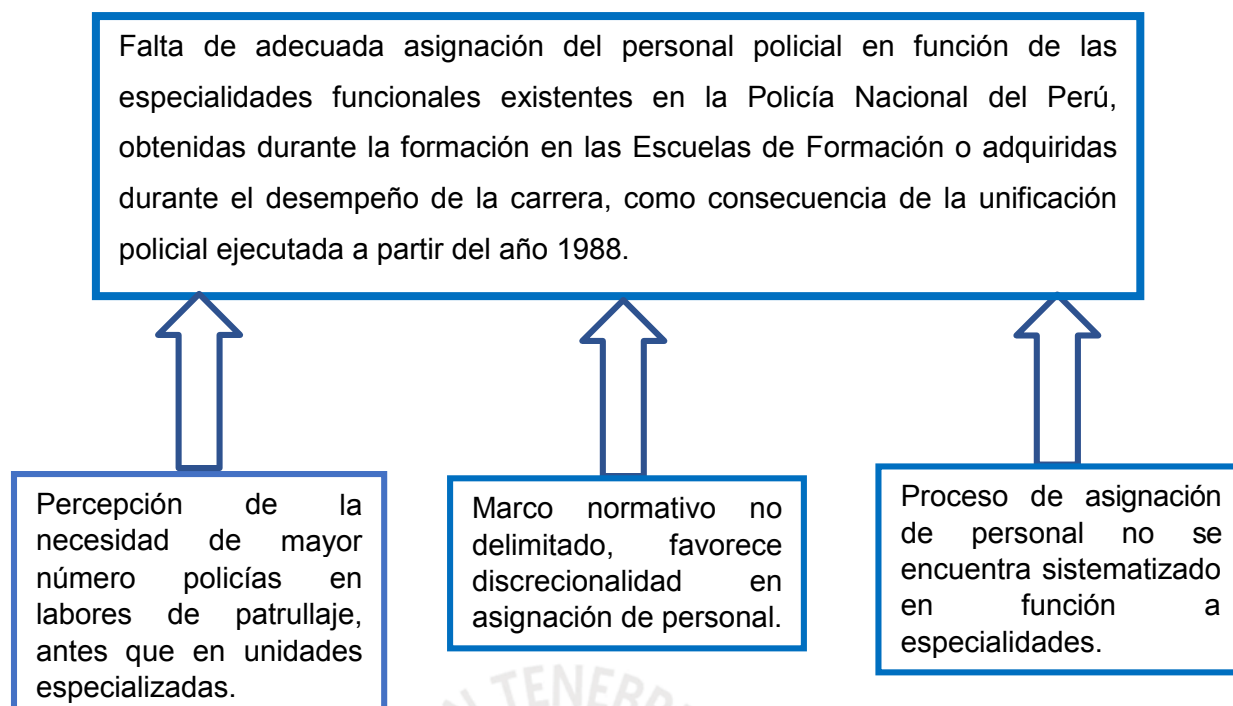 Falta de adecuada asignación del personal policial en función de las
especialidades funcionales existentes en la Policía Nacional del Perú,
obtenidas durante la formación en las Escuelas de Formación o adquiridas
durante el desempeño de la carrera, como consecuencia de la unificación
policial ejecutada a partir del año 1988.
Percepción de la
necesidad de mayor
número policías en
labores de patrullaje,
antes que en unidades
especializadas.
Marco normativo no
delimitado, favorece
discrecionalidad en
asignación de personal.
Proceso de asignación
de personal no se
encuentra sistematizado
en función a
especialidades.